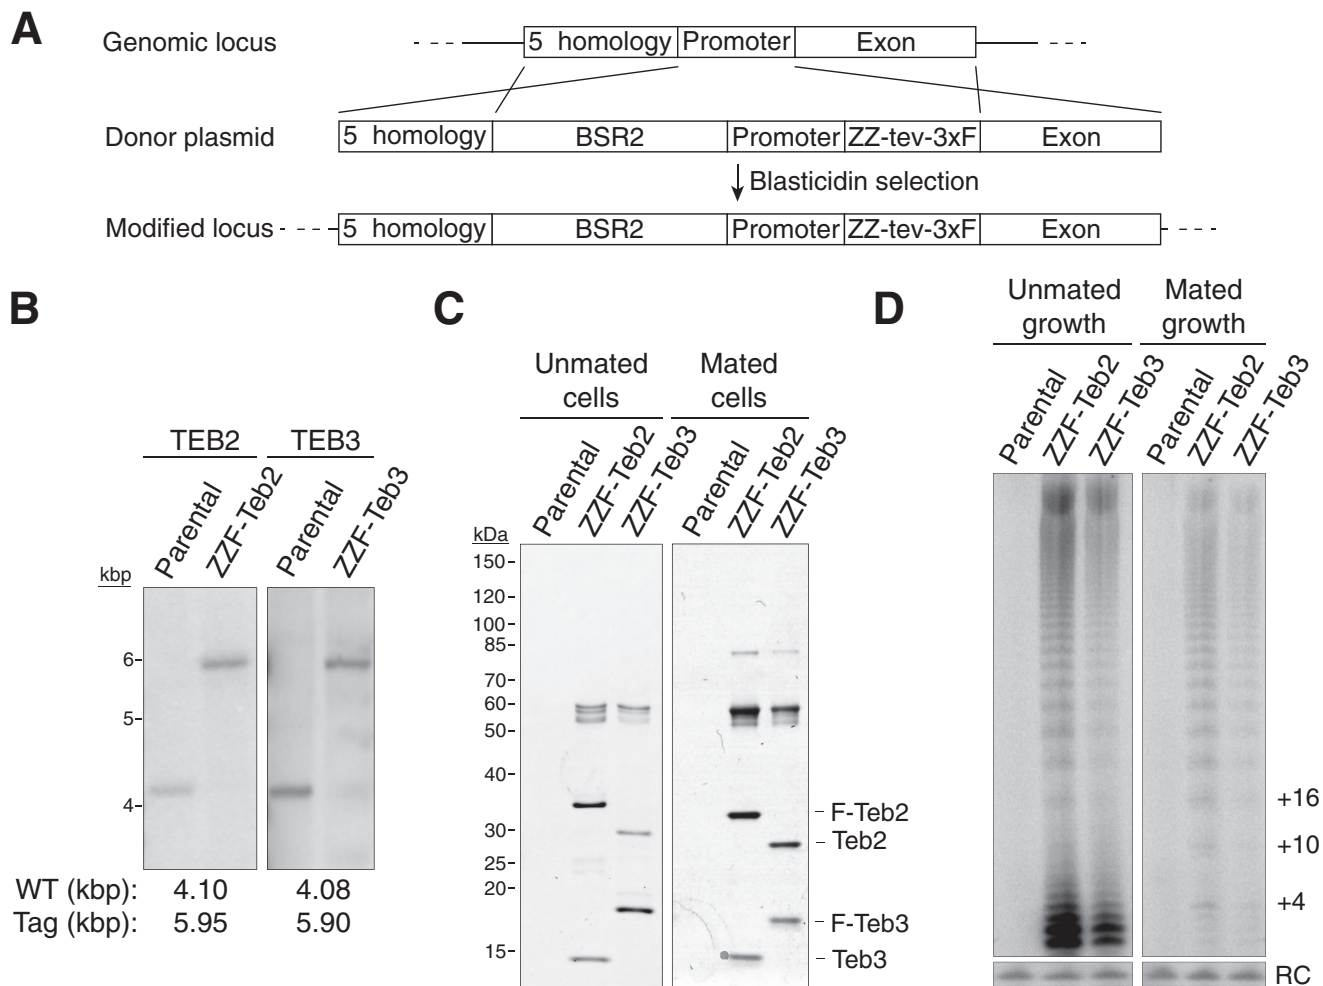 A
Genomic locus
5 homology Promoter Exon
Donor plasmid
5 homology BSR2 Promoter ZZ-tev-3xF Exon
Blasticidin selection
Modified locus
5 homology BSR2 Promoter ZZ-tev-3xF Exon
B
TEB2 TEB3
Parental ZZF-Teb2 Parental ZZF-Teb3
kbp
6
5
4
WT (kbp): 4.10 4.08
Tag (kbp): 5.95 5.90
C
Unmated cells Mated cells
Parental ZZF-Teb2 ZZF-Teb3 Parental ZZF-Teb2 ZZF-Teb3
kDa
150
120
100
85
70
60
50
40
30
25
20
15
F-Teb2
Teb2
F-Teb3
Teb3
D
Unmated growth Mated growth
Parental ZZF-Teb2 ZZF-Teb3 Parental ZZF-Teb2 ZZF-Teb3
+16
+10
+4
RC